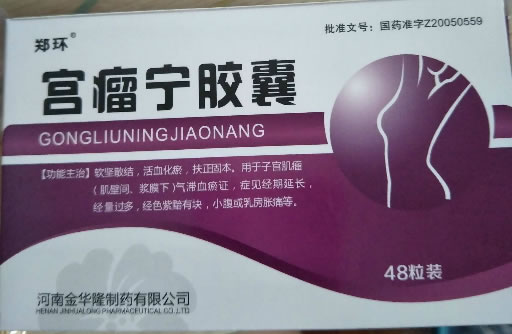 郑环®
批准文号：国药准字Z20050559
宫瘤宁胶囊
GONGLIUNINGJIAONANG
【功能主治】软坚散结，活血化瘀，扶正固本。用于子宫肌瘤
（肌壁间、浆膜下）气滞血瘀证，症见经期延长，
经量过多，经色紫黯有块，小腹或乳房胀痛等。
48粒装
河南金华隆制药有限公司
HENAN JINHUALONG PHARMACEUTICAL CO.,LTD